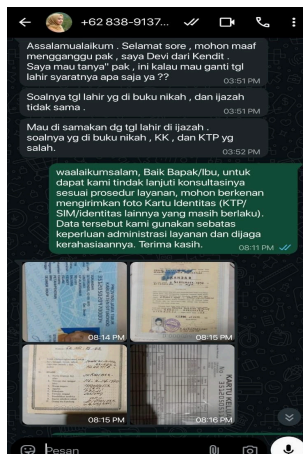 +62 838-9137...
Assalamualaikum . Selamat sore , mohon maaf
mengganggu pak , saya Devi dari Kendit .
Saya mau tanya" pak , ini kalau mau ganti tgl
lahir syaratnya apa saja ya ??
03:51 PM
Soalnya tgl lahir yg di buku nikah , dan ijazah
tidak sama .
03:51 PM
Mau di samakan dg tgl lahir di ijazah .
soalnya yg di buku nikah , KK , dan KTP yg
salah.
03:52 PM
waalaikumsalam, Baik Bapak/Ibu, untuk
dapat kami tindak lanjuti konsultasinya
sesuai prosedur layanan, mohon berkenan
mengirimkan foto Kartu Identitas (KTP/
SIM/identitas lainnya yang masih berlaku).
Data tersebut kami gunakan sebatas
keperluan administrasi layanan dan dijaga
kerahasiaannya. Terima kasih.
08:11 PM
08:14 PM
08:15 PM
08:15 PM
KARTU KELUA
08:16 PM
Pesan